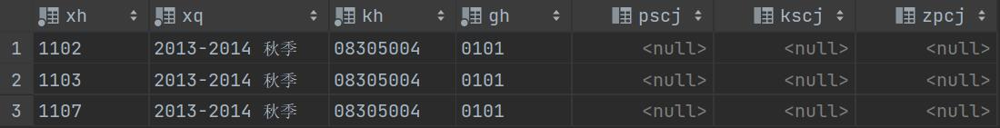 xh xq kh gh pscj kscj zpcj
1 1102 2013-2014 秋季 08305004 0101 <null> <null> <null>
2 1103 2013-2014 秋季 08305004 0101 <null> <null> <null>
3 1107 2013-2014 秋季 08305004 0101 <null> <null> <null>